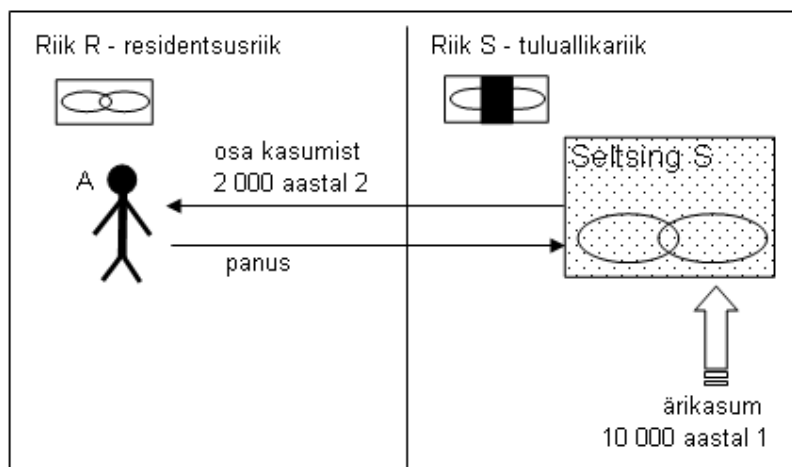 Riik R - residentsusriik
Riik S - tuluallikariik
osa kasumist
2 000 aastal 2
A
panus
Seltsing S
ärikasum
10 000 aastal 1